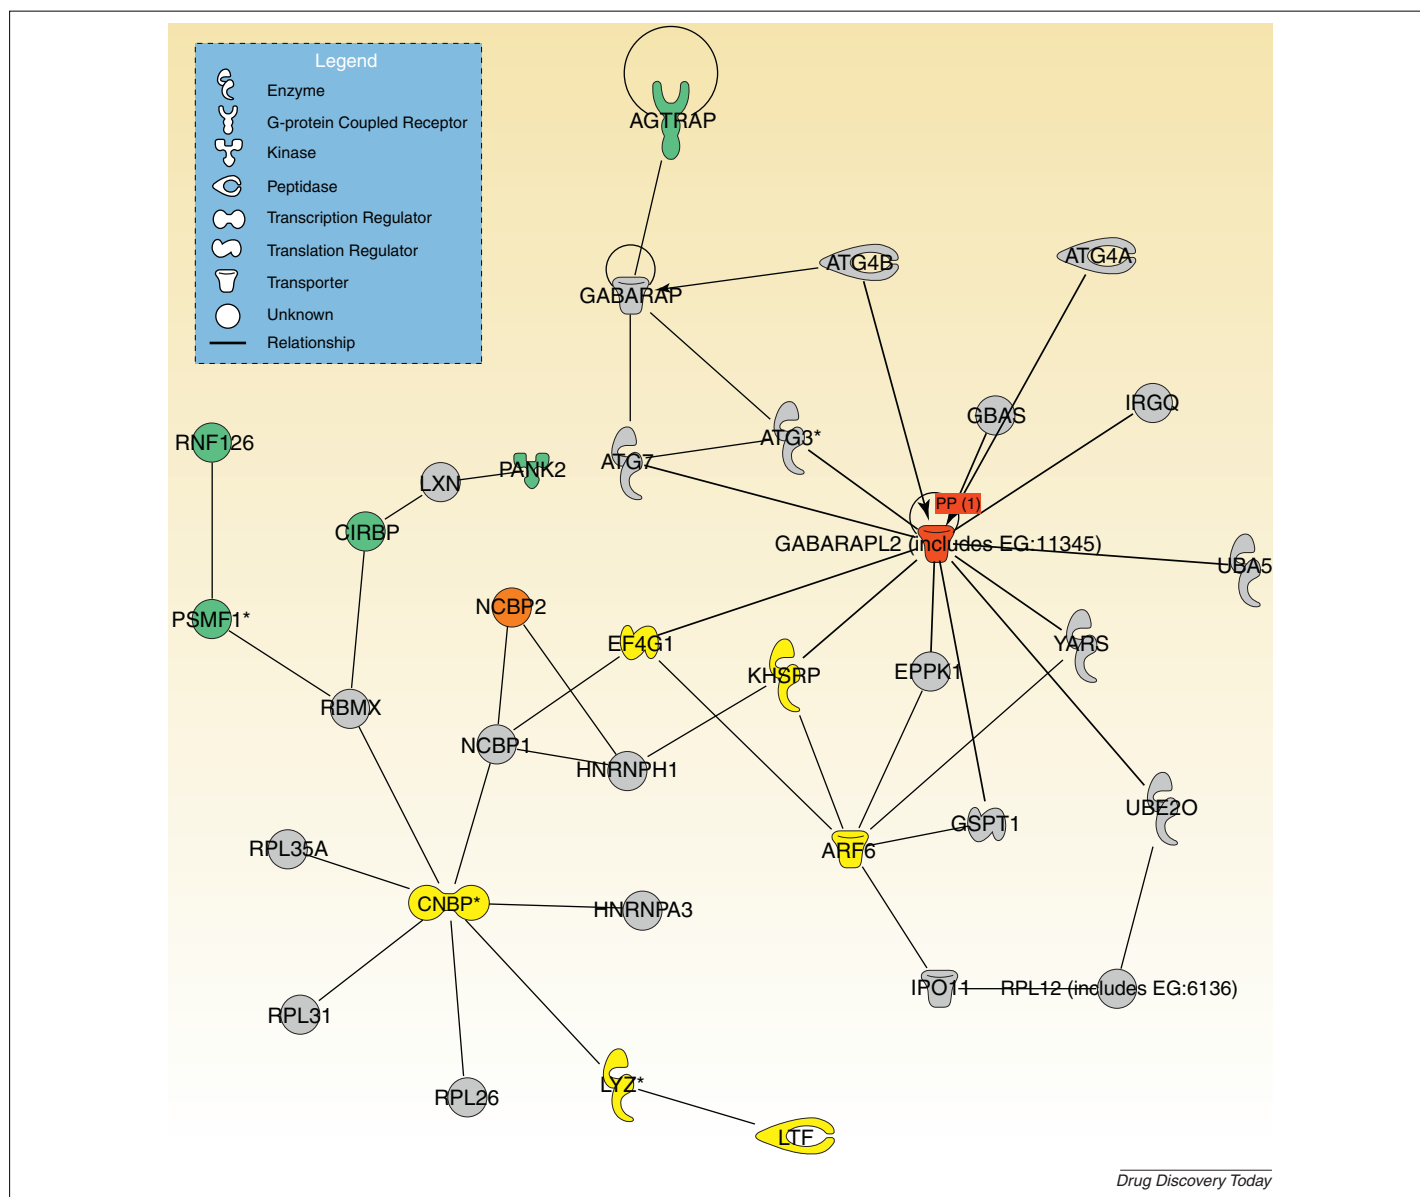 Legend
Enzyme
G-protein Coupled Receptor
Kinase
Peptidase
Transcription Regulator
Translation Regulator
Transporter
Unknown
Relationship
AGTRAP
ATG4B
ATG4A
GABARAP
IRGQ
GBAS
ATG3*
RNF126
ATG7
PANK2
LXN
PP (1)
CIRBP
GABARAPL2 (includes EG:11345)
UBA5
NCBP2
PSMF1*
EF4G1
YARS
EPPK1
KHSRP
RBMX
NCBP1
HNRNPH1
UBE2O
GSPT1
RPL35A
ARF6
CNBP*
HNRNPA3
IPO11
RPL12 (includes EG:6136)
RPL31
LYZ*
RPL26
LTF
Drug Discovery Today